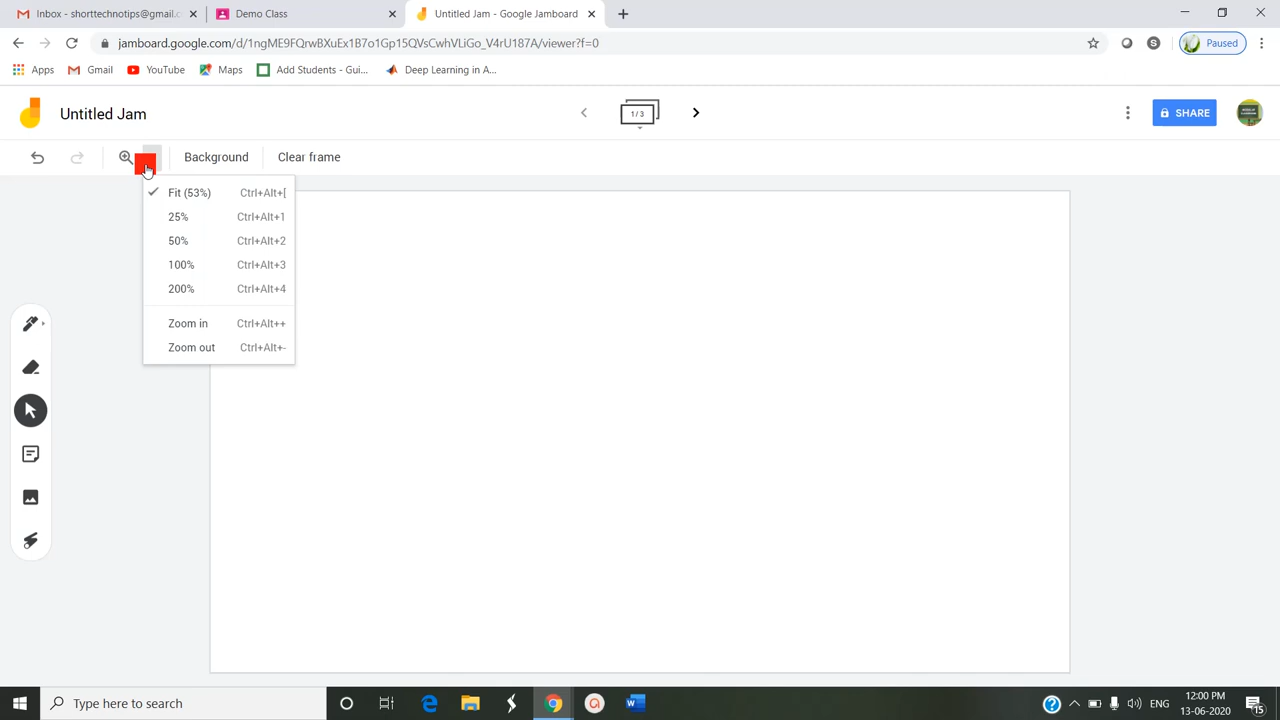 Inbox - shorttechnotips@gmail.c
Demo Class
Untitled Jam - Google Jamboard
jamboard.google.com/d/1ngME9FQrwBXuEx1B7o1Gp15QVsCwhVLiGo_V4rU187A/viewer?f=0
S
Paused
Apps
Gmail
YouTube
Maps
Add Students - Gui...
Deep Learning in A...
Untitled Jam
1/3
SHARE
Background
Clear frame
Fit (53%) Ctrl+Alt+[
25% Ctrl+Alt+1
50% Ctrl+Alt+2
100% Ctrl+Alt+3
200% Ctrl+Alt+4
Zoom in Ctrl+Alt++
Zoom out Ctrl+Alt+-
Type here to search
ENG
12:00 PM
13-06-2020
15